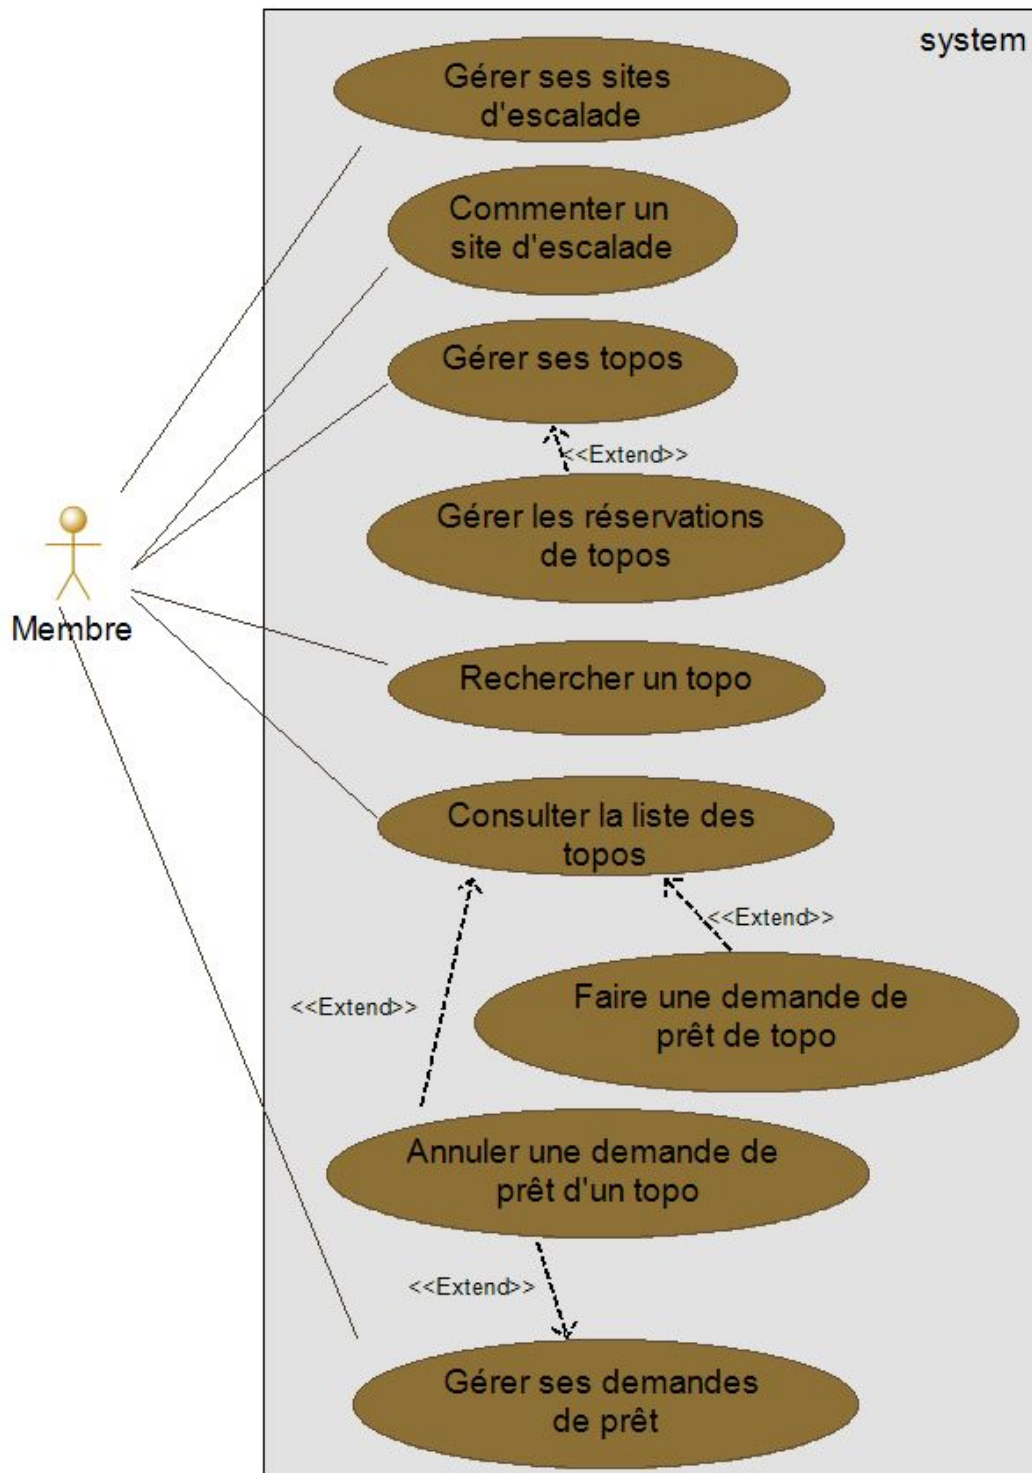 system
Gérer ses sites
d'escalade
Commenter un
site d'escalade
Gérer ses topos
<<Extend>>
Gérer les réservations
de topos
Membre
Rechercher un topo
Consulter la liste des
topos
<<Extend>>
Faire une demande de
prêt de topo
<<Extend>>
Annuler une demande de
prêt d'un topo
<<Extend>>
Gérer ses demandes
de prêt